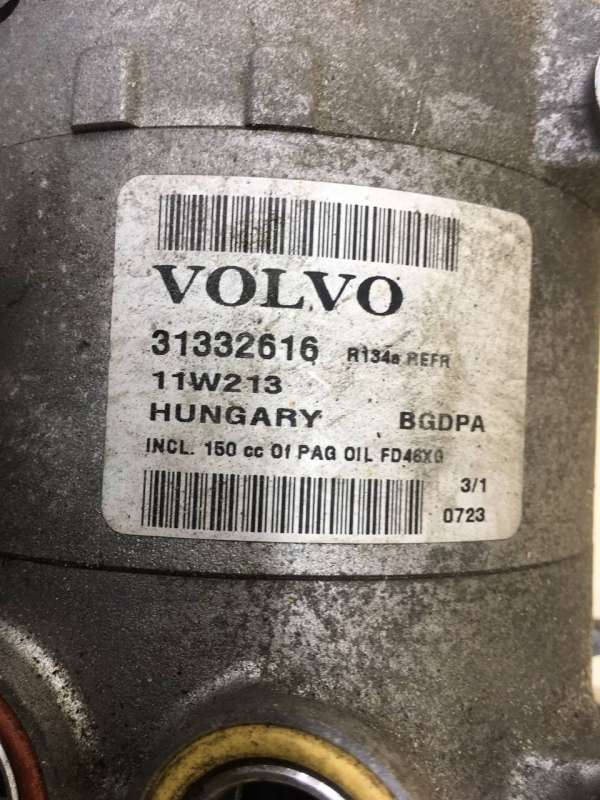 VOLVO
31332616 R134a REFR
11W213
HUNGARY BGDPA
INCL. 150 cc Of PAG OIL FD46XG
3/1
0723